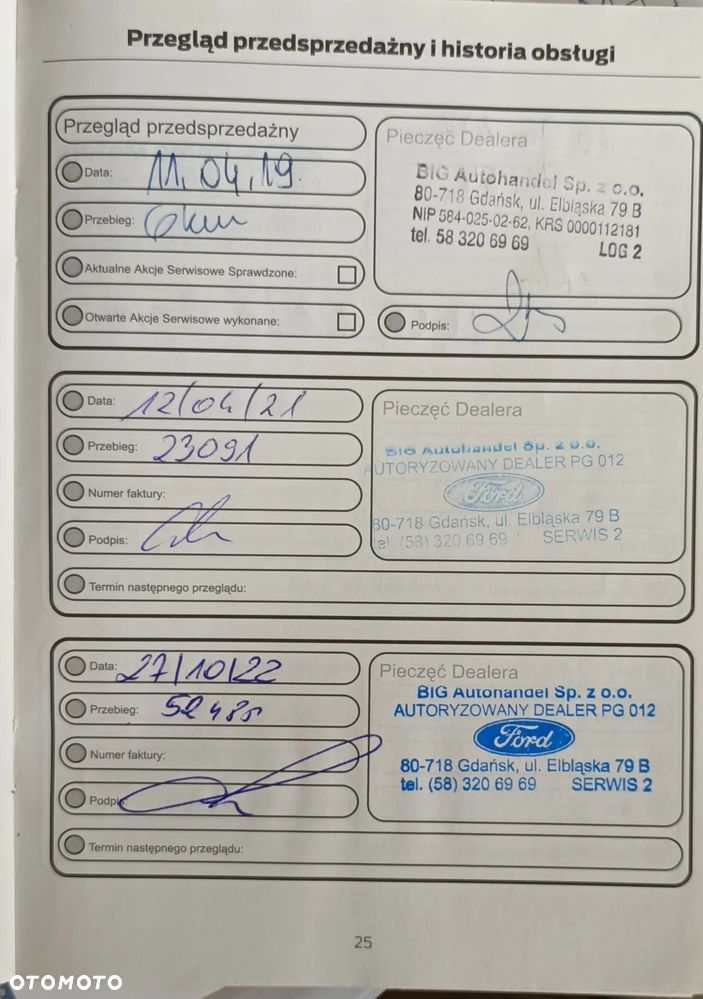 Przegląd przedsprzedażny i historia obsługi
Przegląd przedsprzedażny
Data: 11.04.19.
Przebieg: 6km
Aktualne Akcje Serwisowe Sprawdzone:
Otwarte Akcje Serwisowe wykonane:
Pieczęć Dealera
BIG Autohandel Sp. z o.o.
80-718 Gdańsk, ul. Elbląska 79 B
NIP 584-025-02-62, KRS 0000112181
tel. 58 320 69 69 LOG 2
Podpis:
Data: 12/04/21
Przebieg: 23091
Numer faktury:
Podpis:
Termin następnego przeglądu:
Pieczęć Dealera
BIG Autohandel Sp. z o.o.
AUTORYZOWANY DEALER PG 012
Ford
80-718 Gdańsk, ul. Elbląska 79 B
tel. (58) 320 69 69 SERWIS 2
Data: 27/10/22
Przebieg:
Numer faktury:
Podpis:
Termin następnego przeglądu:
Pieczęć Dealera
BIG Autohandel Sp. z o.o.
AUTORYZOWANY DEALER PG 012
Ford
80-718 Gdańsk, ul. Elbląska 79 B
tel. (58) 320 69 69 SERWIS 2
25
OTOMOTO